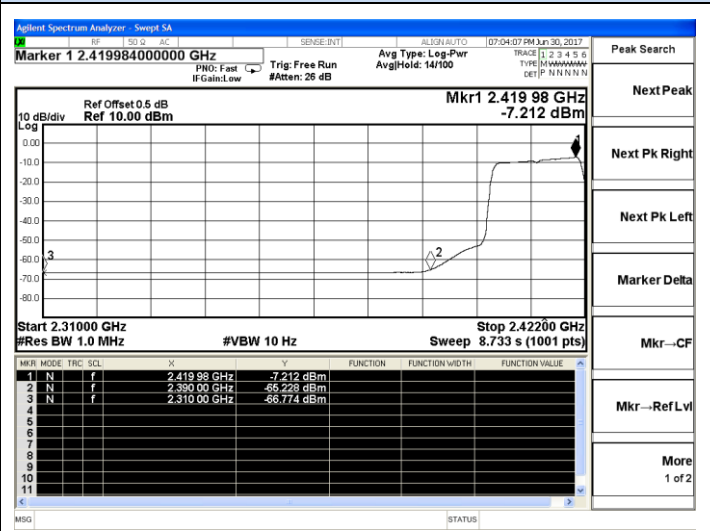 Agilent Spectrum Analyzer - Swept SA
RF 50 Ω AC SENSE:INT ALIGN AUTO 07:04:07 PM Jun 30, 2017
Marker 1 2.419984000000 GHz
PNO: Fast
IFGain:Low
Trig: Free Run
#Atten: 26 dB
Avg Type: Log-Pwr
Avg|Hold: 14/100
TRACE 1 2 3 4 5 6
TYPE M
DET P N N N N N
Peak Search
Next Peak
Next Pk Right
Next Pk Left
Marker Delta
Mkr→CF
Mkr→Ref Lvl
More
1 of 2
Ref Offset 0.5 dB
10 dB/div Ref 10.00 dBm
Log
Mkr1 2.419 98 GHz
-7.212 dBm
0.00
-10.0
-20.0
-30.0
-40.0
-50.0
-60.0
-70.0
-80.0
1
2
3
Start 2.31000 GHz
Stop 2.42200 GHz
#Res BW 1.0 MHz
#VBW 10 Hz
Sweep 8.733 s (1001 pts)
MKR MODE TRC SCL X Y FUNCTION FUNCTION WIDTH FUNCTION VALUE
1 N f 2.419 98 GHz -7.212 dBm
2 N f 2.390 00 GHz -65.228 dBm
3 N f 2.310 00 GHz -66.774 dBm
4
5
6
7
8
9
10
11
MSG
STATUS